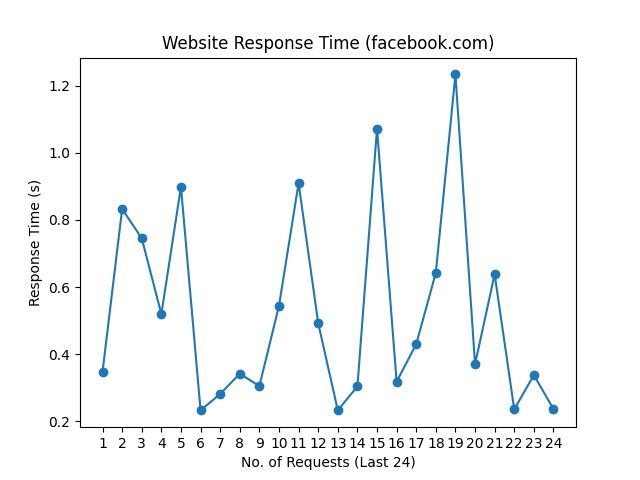 Website Response Time (facebook.com)
Response Time (s)
1.2
1.0
0.8
0.6
0.4
0.2
1 2 3 4 5 6 7 8 9 10 11 12 13 14 15 16 17 18 19 20 21 22 23 24
No. of Requests (Last 24)